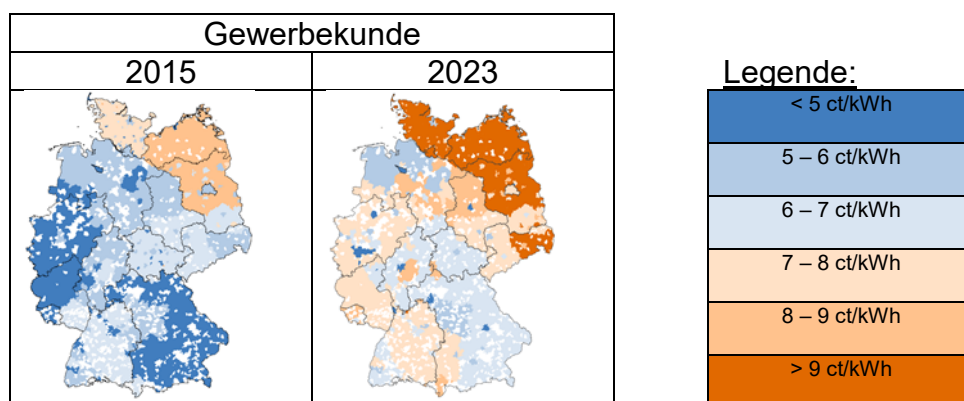 Gewerbekunde
2015 2023
Legende:
< 5 ct/kWh
5 – 6 ct/kWh
6 – 7 ct/kWh
7 – 8 ct/kWh
8 – 9 ct/kWh
> 9 ct/kWh